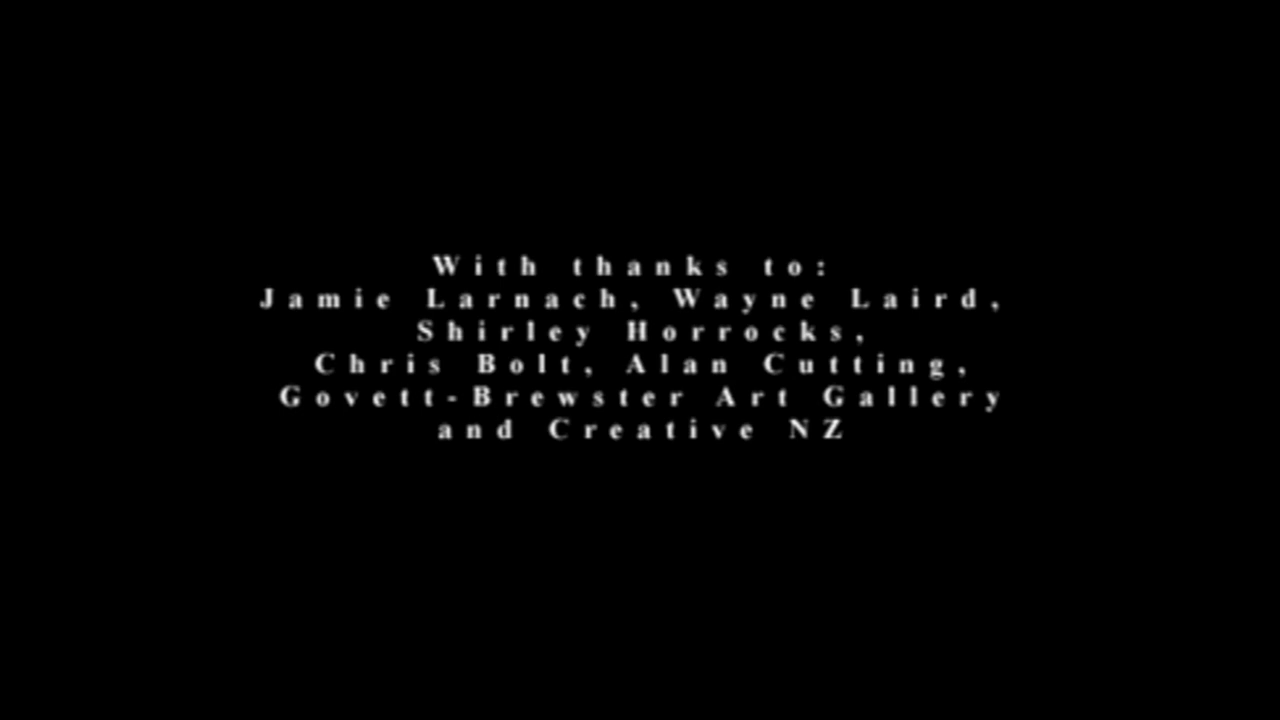 With thanks to:
Jamie Larnach, Wayne Laird,
Shirley Horrocks,
Chris Bolt, Alan Cutting,
Govett-Brewster Art Gallery
and Creative NZ